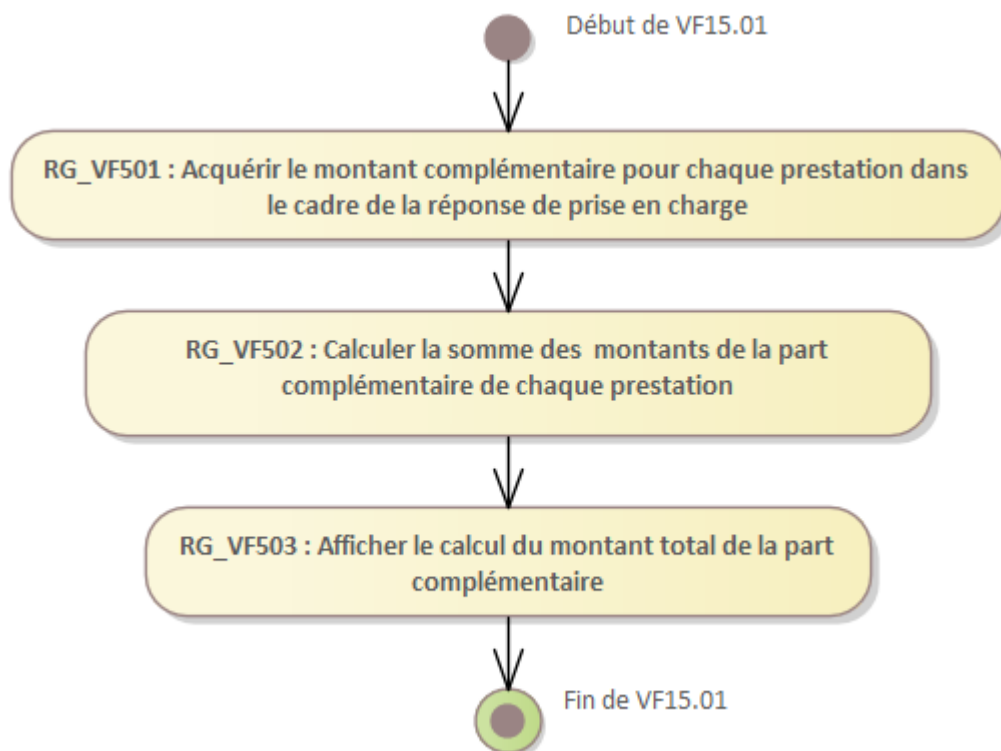 Début de VF15.01
RG_VF501 : Acquérir le montant complémentaire pour chaque prestation dans
le cadre de la réponse de prise en charge
RG_VF502 : Calculer la somme des  montants de la part
complémentaire de chaque prestation
RG_VF503 : Afficher le calcul du montant total de la part
complémentaire
Fin de VF15.01